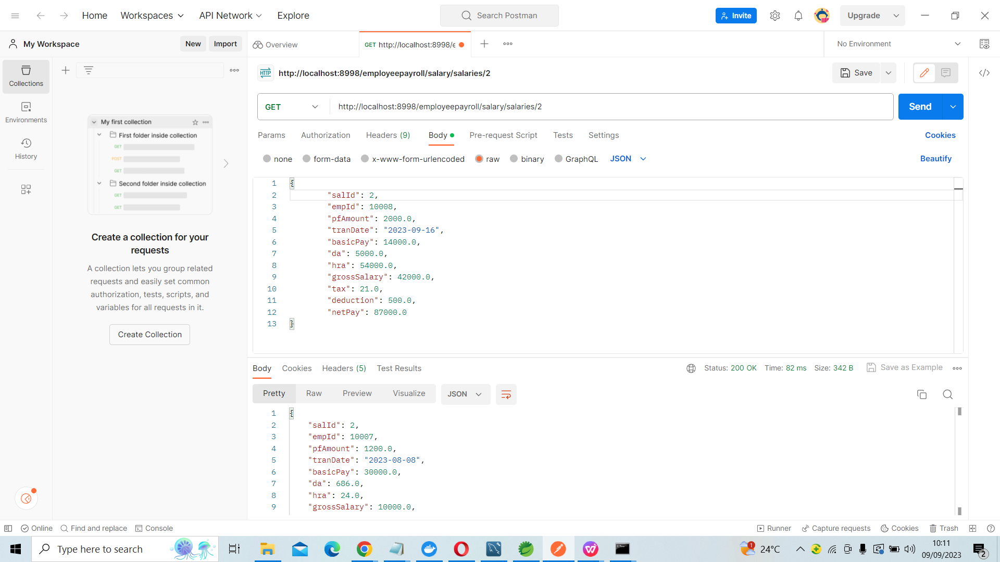 Home Workspaces API Network Explore Search Postman Invite Upgrade
My Workspace New Import Overview GET http://localhost:8998/e No Environment
Collections
Environments
History
My first collection
First folder inside collection
GET
POST
GET
Second folder inside collection
GET
GET
Create a collection for your
requests
A collection lets you group related
requests and easily set common
authorization, tests, scripts, and
variables for all requests in it.
Create Collection
HTTP http://localhost:8998/employeepayroll/salary/salaries/2 Save
GET http://localhost:8998/employeepayroll/salary/salaries/2 Send
Params Authorization Headers (9) Body Pre-request Script Tests Settings Cookies
none form-data x-www-form-urlencoded raw binary GraphQL JSON Beautify
1 {
2 "salId": 2,
3 "empId": 10008,
4 "pfAmount": 2000.0,
5 "tranDate": "2023-09-16",
6 "basicPay": 14000.0,
7 "da": 5000.0,
8 "hra": 54000.0,
9 "grossSalary": 42000.0,
10 "tax": 21.0,
11 "deduction": 500.0,
12 "netPay": 87000.0
13 }
Body Cookies Headers (5) Test Results Status: 200 OK Time: 82 ms Size: 342 B Save as Example
Pretty Raw Preview Visualize JSON
1 {
2 "salId": 2,
3 "empId": 10007,
4 "pfAmount": 1200.0,
5 "tranDate": "2023-08-08",
6 "basicPay": 30000.0,
7 "da": 686.0,
8 "hra": 24.0,
9 "grossSalary": 10000.0,
Online Find and replace Console Runner Capture requests Cookies Trash
Type here to search 1 24°C 10:11
09/09/2023 2